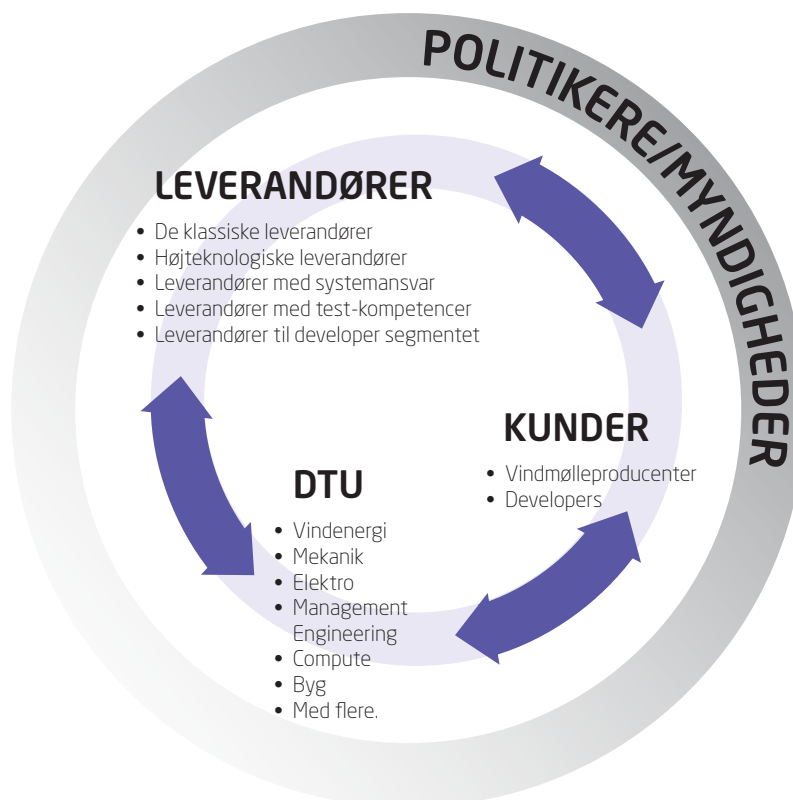 POLITIKERE/MYNDIGHEDER
LEVERANDØRER
• De klassiske leverandører
• Højteknologiske leverandører
• Leverandører med systemansvar
• Leverandører med test-kompetencer
• Leverandører til developer segmentet
KUNDER
• Vindmølleproducenter
• Developers
DTU
• Vindenergi
• Mekanik
• Elektro
• Management
Engineering
• Compute
• Byg
• Med flere.